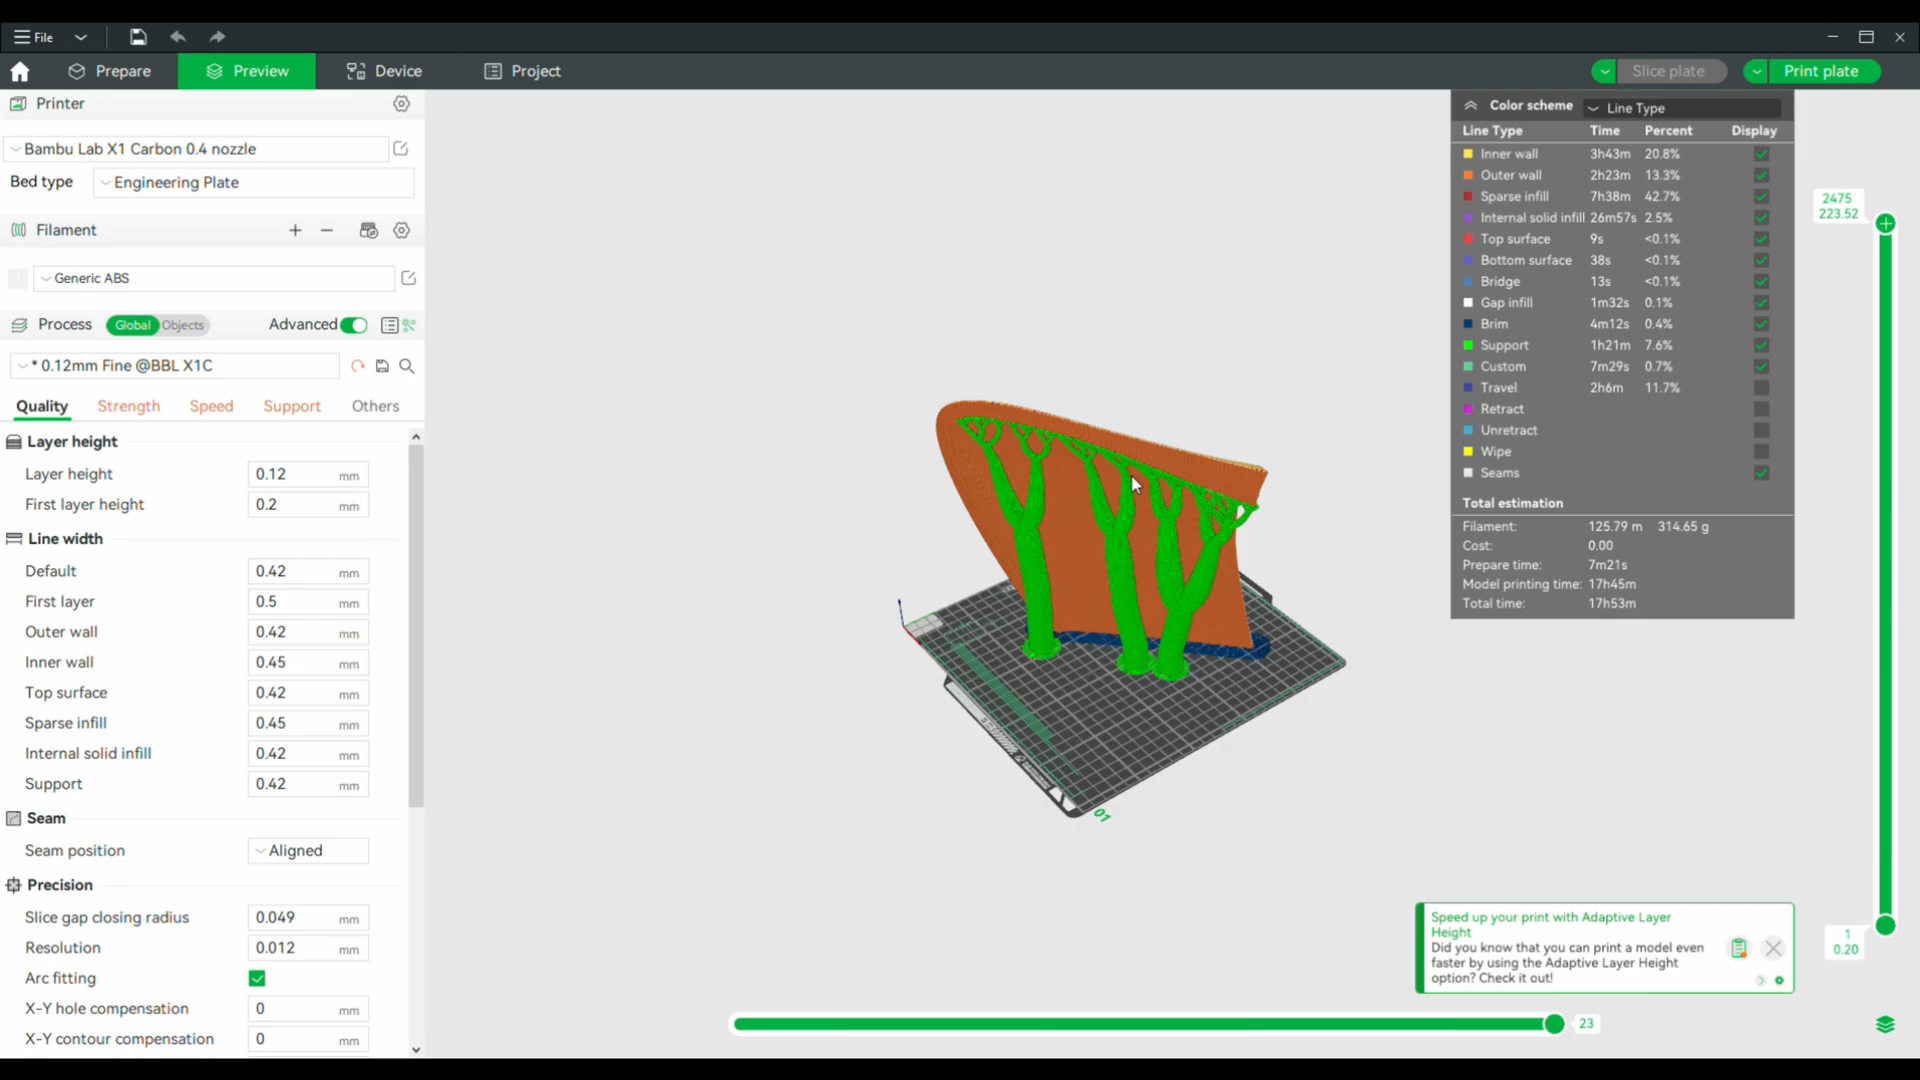 File
Prepare
Preview
Device
Project
Slice plate
Print plate
Printer
Bambu Lab X1 Carbon 0.4 nozzle
Bed type
Engineering Plate
Filament
1
Generic ABS
Process
Global
Objects
Advanced
* 0.12mm Fine @BBL X1C
Quality
Strength
Speed
Support
Others
Layer height
Layer height 0.12 mm
First layer height 0.2 mm
Line width
Default 0.42 mm
First layer 0.5 mm
Outer wall 0.42 mm
Inner wall 0.45 mm
Top surface 0.42 mm
Sparse infill 0.45 mm
Internal solid infill 0.42 mm
Support 0.42 mm
Seam
Seam position Aligned
Precision
Slice gap closing radius 0.049 mm
Resolution 0.012 mm
Arc fitting
X-Y hole compensation 0 mm
X-Y contour compensation 0 mm
Color scheme Line Type
Line Type Time Percent Display
Inner wall 3h43m 20.8%
Outer wall 2h23m 13.3%
Sparse infill 7h38m 42.7%
Internal solid infill 26m57s 2.5%
Top surface 9s <0.1%
Bottom surface 38s <0.1%
Bridge 13s <0.1%
Gap infill 1m32s 0.1%
Brim 4m12s 0.4%
Support 1h21m 7.6%
Custom 7m29s 0.7%
Travel 2h6m 11.7%
Retract
Unretract
Wipe
Seams
Total estimation
Filament: 125.79 m 314.65 g
Cost: 0.00
Prepare time: 7m21s
Model printing time: 17h45m
Total time: 17h53m
2475
223.52
01
Speed up your print with Adaptive Layer
Height
Did you know that you can print a model even
faster by using the Adaptive Layer Height
option? Check it out!
1
0.20
23